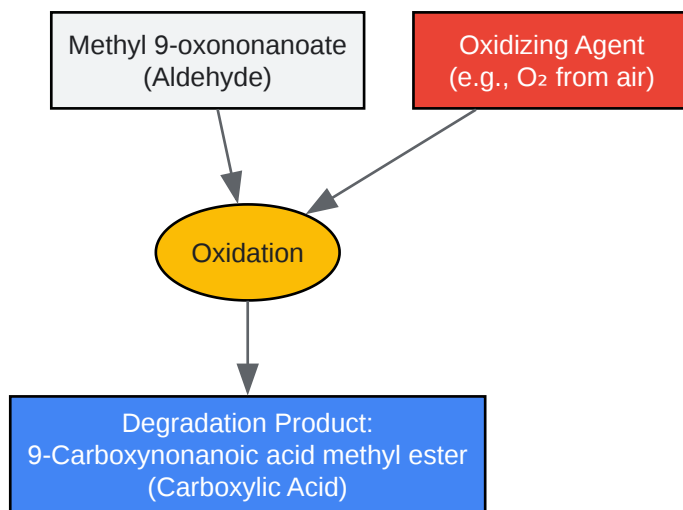 Methyl 9-oxononanoate
(Aldehyde)
Oxidizing Agent
(e.g., O₂ from air)
Oxidation
Degradation Product:
9-Carboxynonanoic acid methyl ester
(Carboxylic Acid)